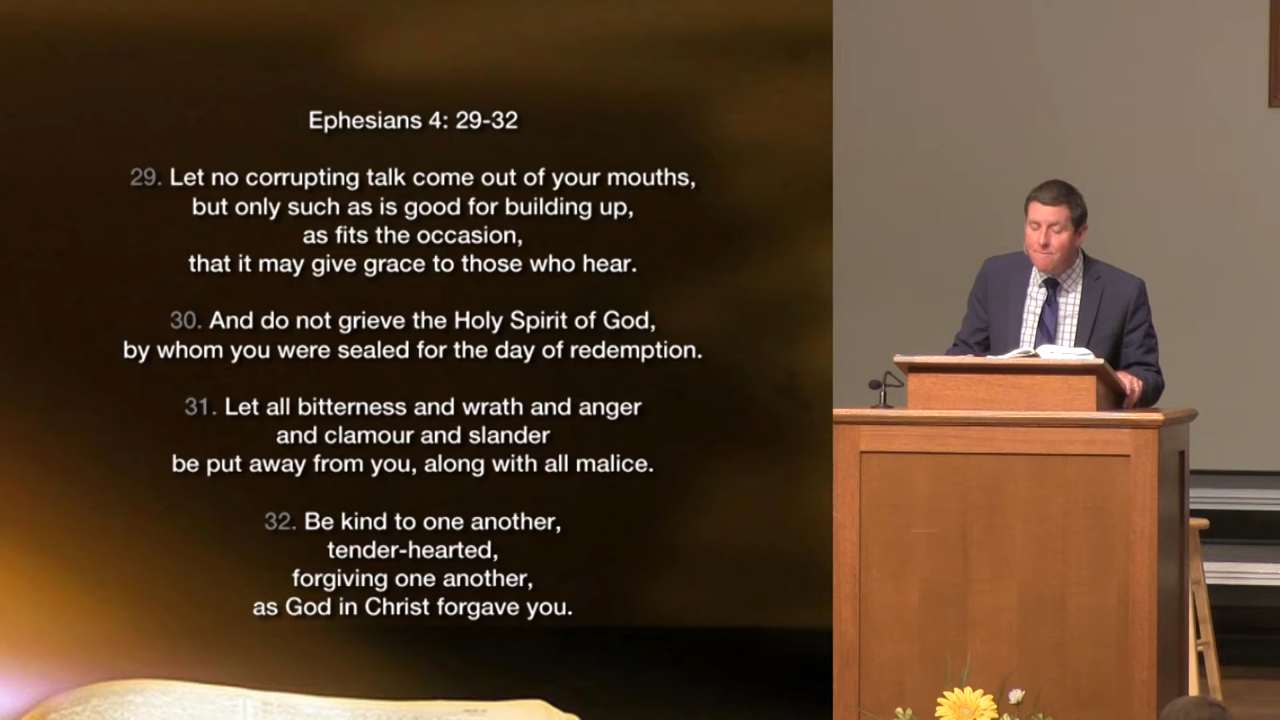 Ephesians 4: 29-32
29. Let no corrupting talk come out of your mouths,
but only such as is good for building up,
as fits the occasion,
that it may give grace to those who hear.
30. And do not grieve the Holy Spirit of God,
by whom you were sealed for the day of redemption.
31. Let all bitterness and wrath and anger
and clamour and slander
be put away from you, along with all malice.
32. Be kind to one another,
tender-hearted,
forgiving one another,
as God in Christ forgave you.